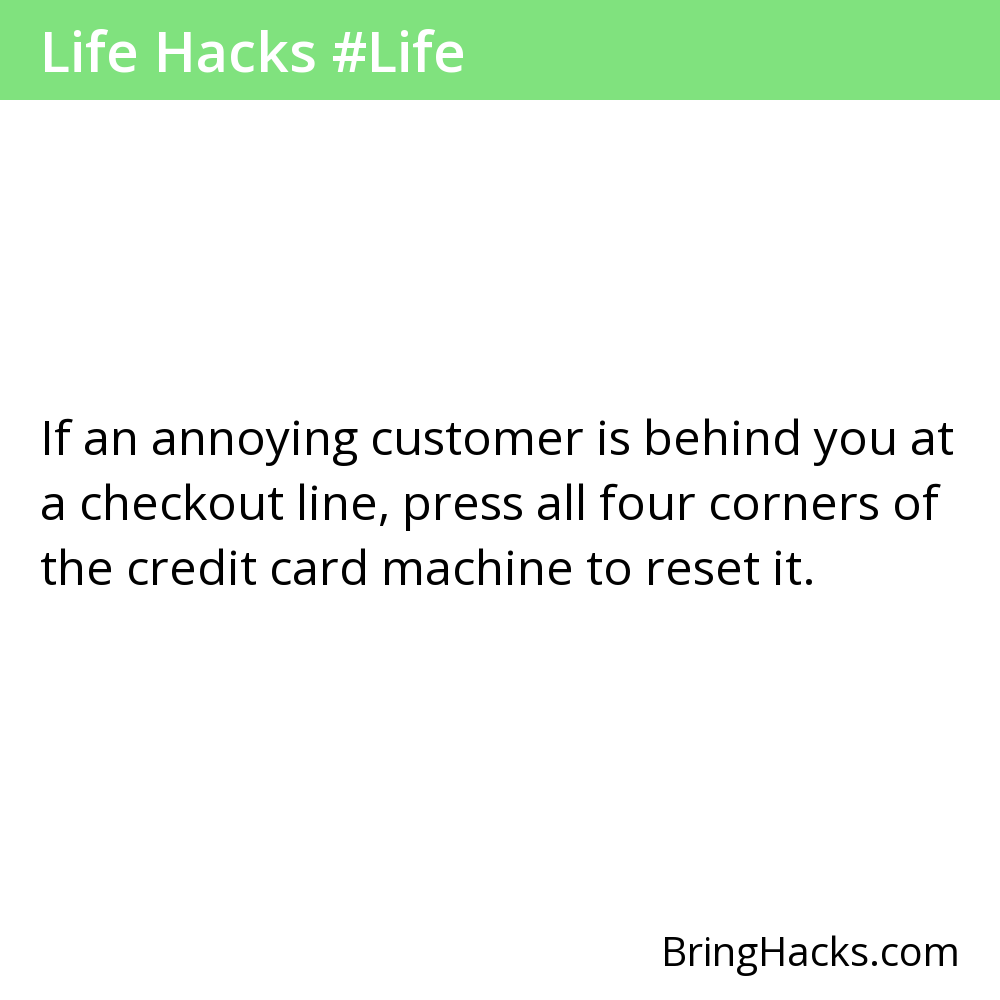 Life Hacks #Life
If an annoying customer is behind you at
a checkout line, press all four corners of
the credit card machine to reset it.
BringHacks.com